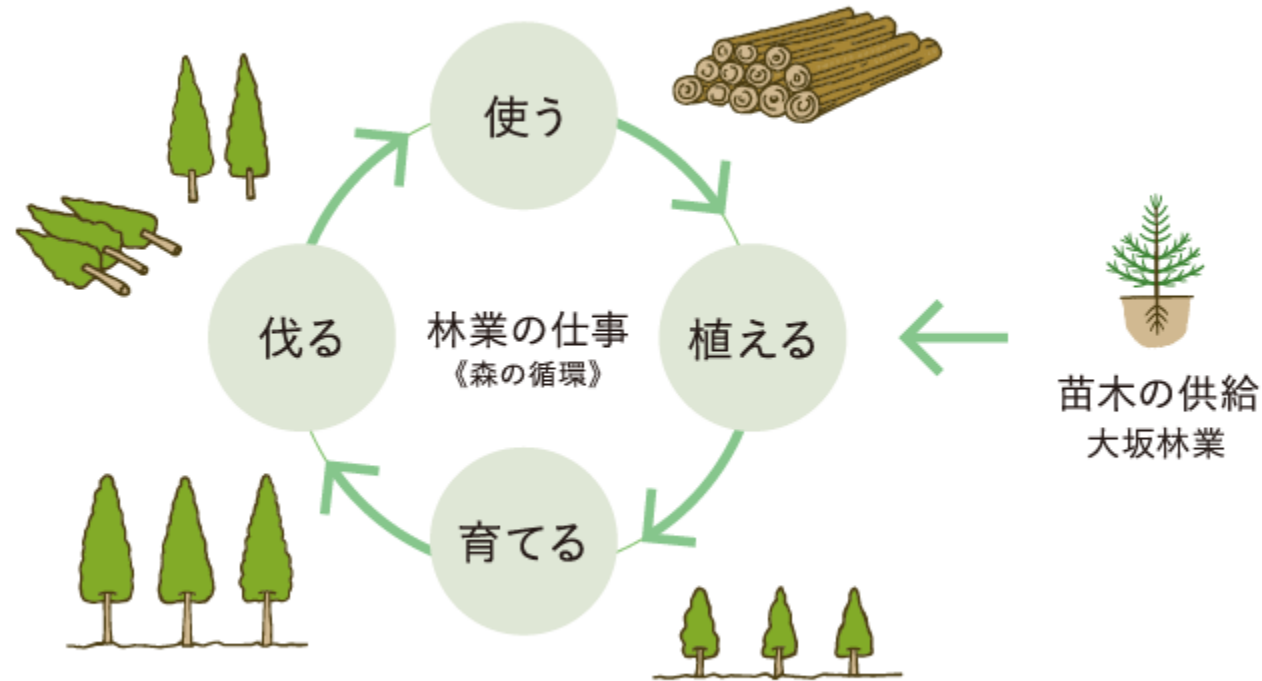 使う
伐る
林業の仕事
《森の循環》
植える
育てる
苗木の供給
大坂林業